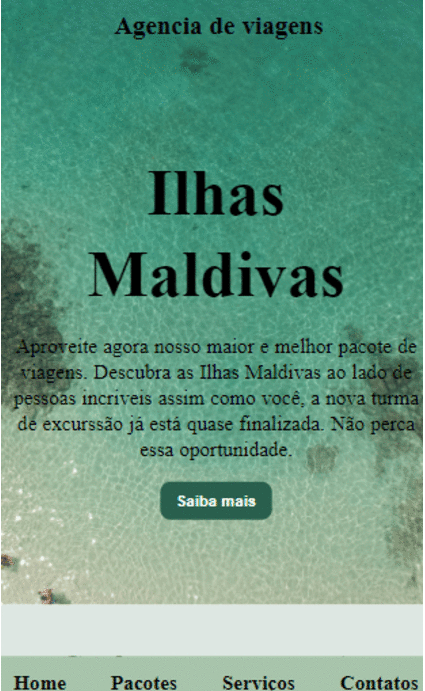 Agencia de viagens
Ilhas
Maldivas
Aproveite agora nosso maior e melhor pacote de
viagens. Descubra as Ilhas Maldivas ao lado de
pessoas incriveis assim como você, a nova turma
de excurssão já está quase finalizada. Não perca
essa oportunidade.
Saiba mais
Home Pacotes Serviços Contatos